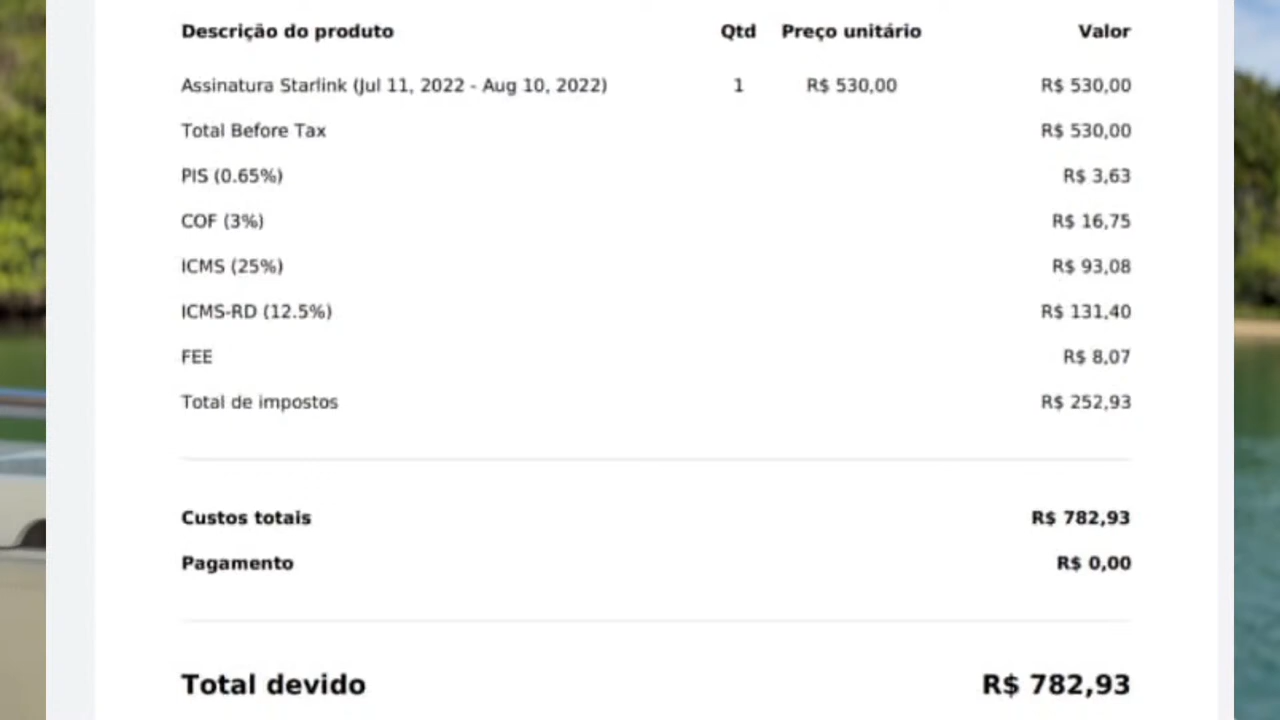 Descrição do produto Qtd Preço unitário Valor
Assinatura Starlink (Jul 11, 2022 - Aug 10, 2022) 1 R$ 530,00 R$ 530,00
Total Before Tax R$ 530,00
PIS (0.65%) R$ 3,63
COF (3%) R$ 16,75
ICMS (25%) R$ 93,08
ICMS-RD (12.5%) R$ 131,40
FEE R$ 8,07
Total de impostos R$ 252,93
Custos totais R$ 782,93
Pagamento R$ 0,00
Total devido R$ 782,93